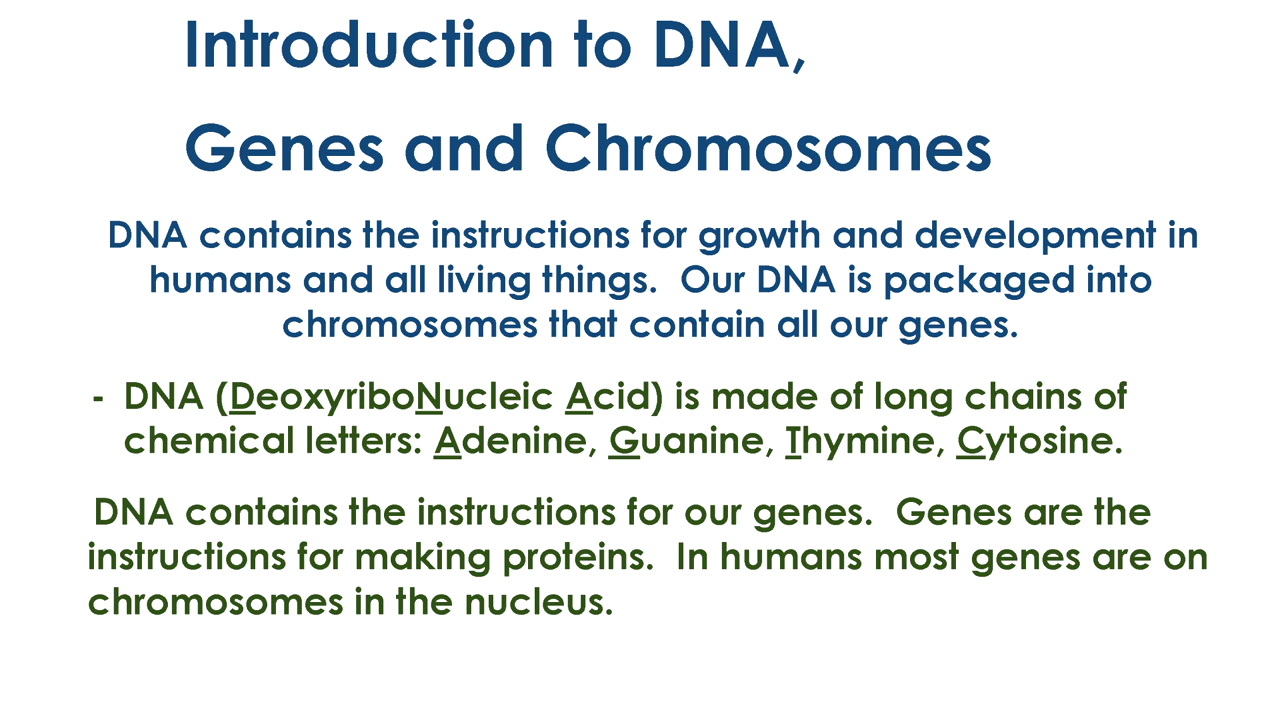 Introduction to DNA,
Genes and Chromosomes
DNA contains the instructions for growth and development in
humans and all living things.  Our DNA is packaged into
chromosomes that contain all our genes.
- DNA (DeoxyriboNucleic Acid) is made of long chains of
chemical letters: Adenine, Guanine, Thymine, Cytosine.
DNA contains the instructions for our genes.  Genes are the
instructions for making proteins.  In humans most genes are on
chromosomes in the nucleus.